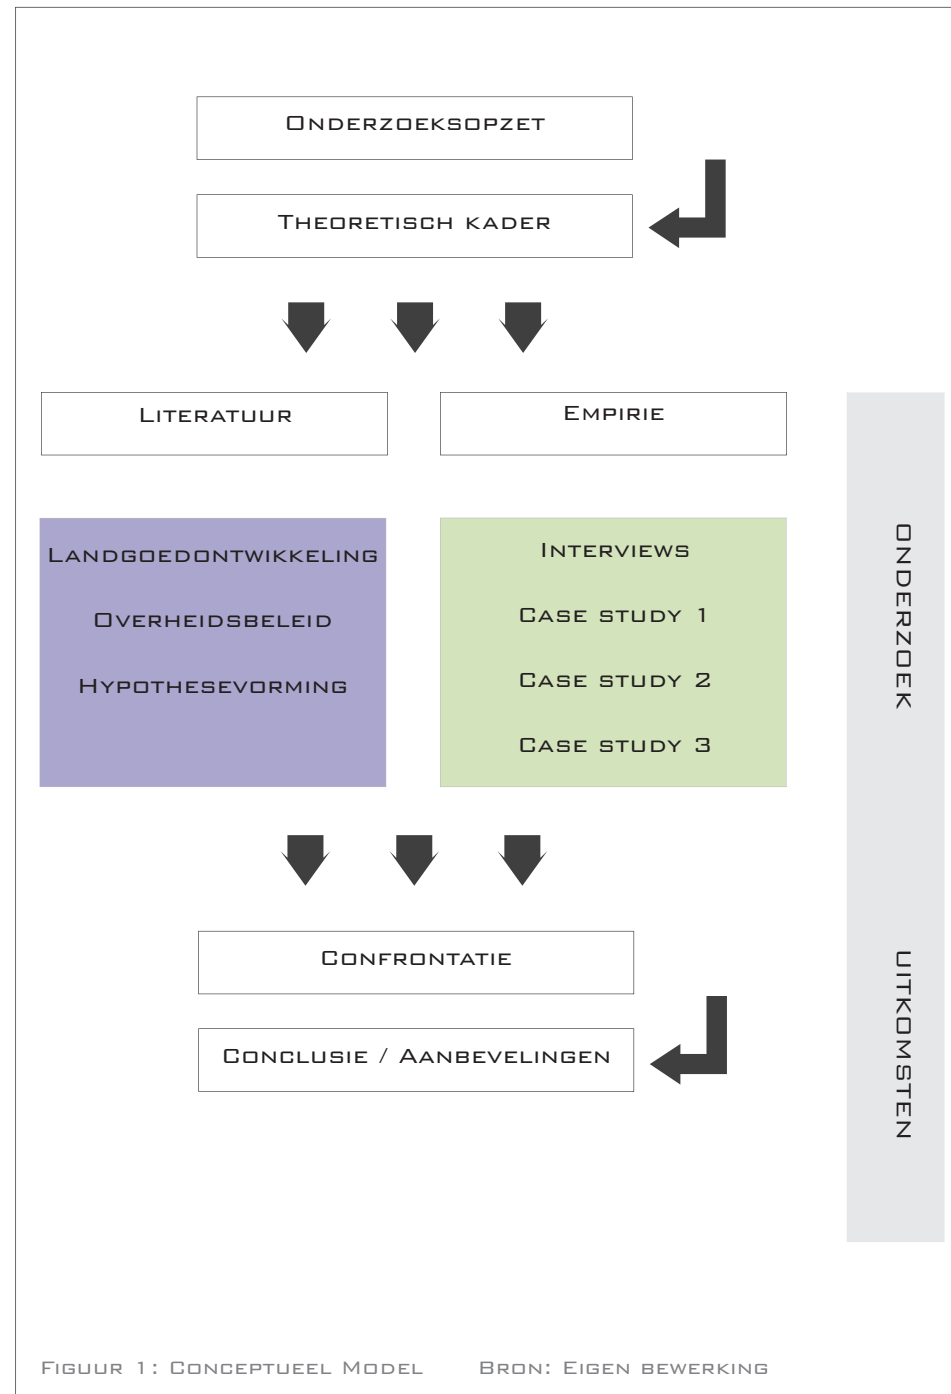 Onderzoeksopzet
Theoretisch kader
Literatuur
Empirie
Landgoedontwikkeling
Overheidsbeleid
Hypothesevorming
Interviews
Case study 1
Case study 2
Case study 3
onderzoek
Confrontatie
Conclusie / Aanbevelingen
uitkomsten
Figuur 1: Conceptueel Model Bron: Eigen bewerking